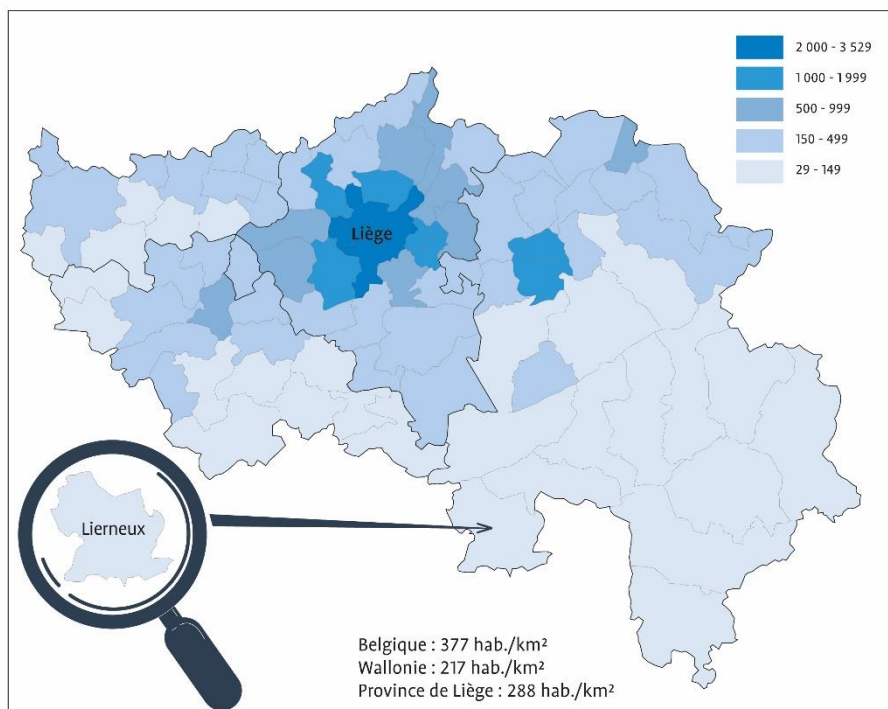 2 000 - 3 529
1 000 - 1 999
500 - 999
150 - 499
29 - 149
Liège
Lierneux
Belgique : 377 hab./km²
Wallonie : 217 hab./km²
Province de Liège : 288 hab./km²